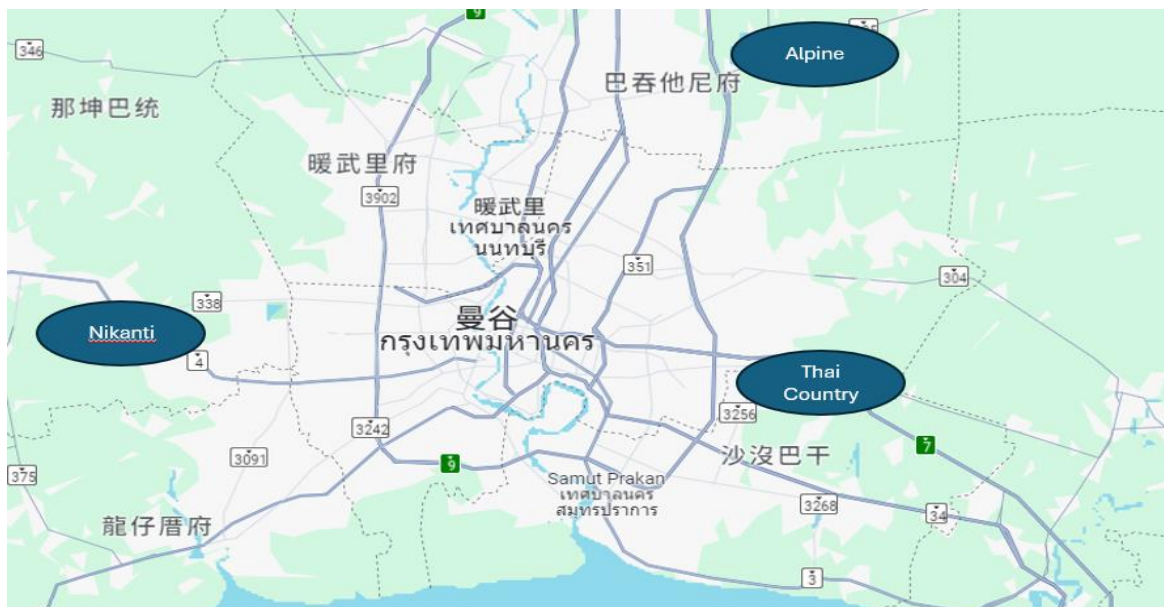 9
346
Alpine
巴吞他尼府
那坤巴统
暖武里府
3902
暖武里
เทศบาลนคร
นนทบุรี
351
304
338
Nikanti
曼谷
กรุงเทพมหานคร
4
Thai
Country
3256
3242
7
3091
9
沙沒巴干
375
Samut Prakan
เทศบาลนคร
สมุทรปราการ
3268
34
龍仔厝府
3